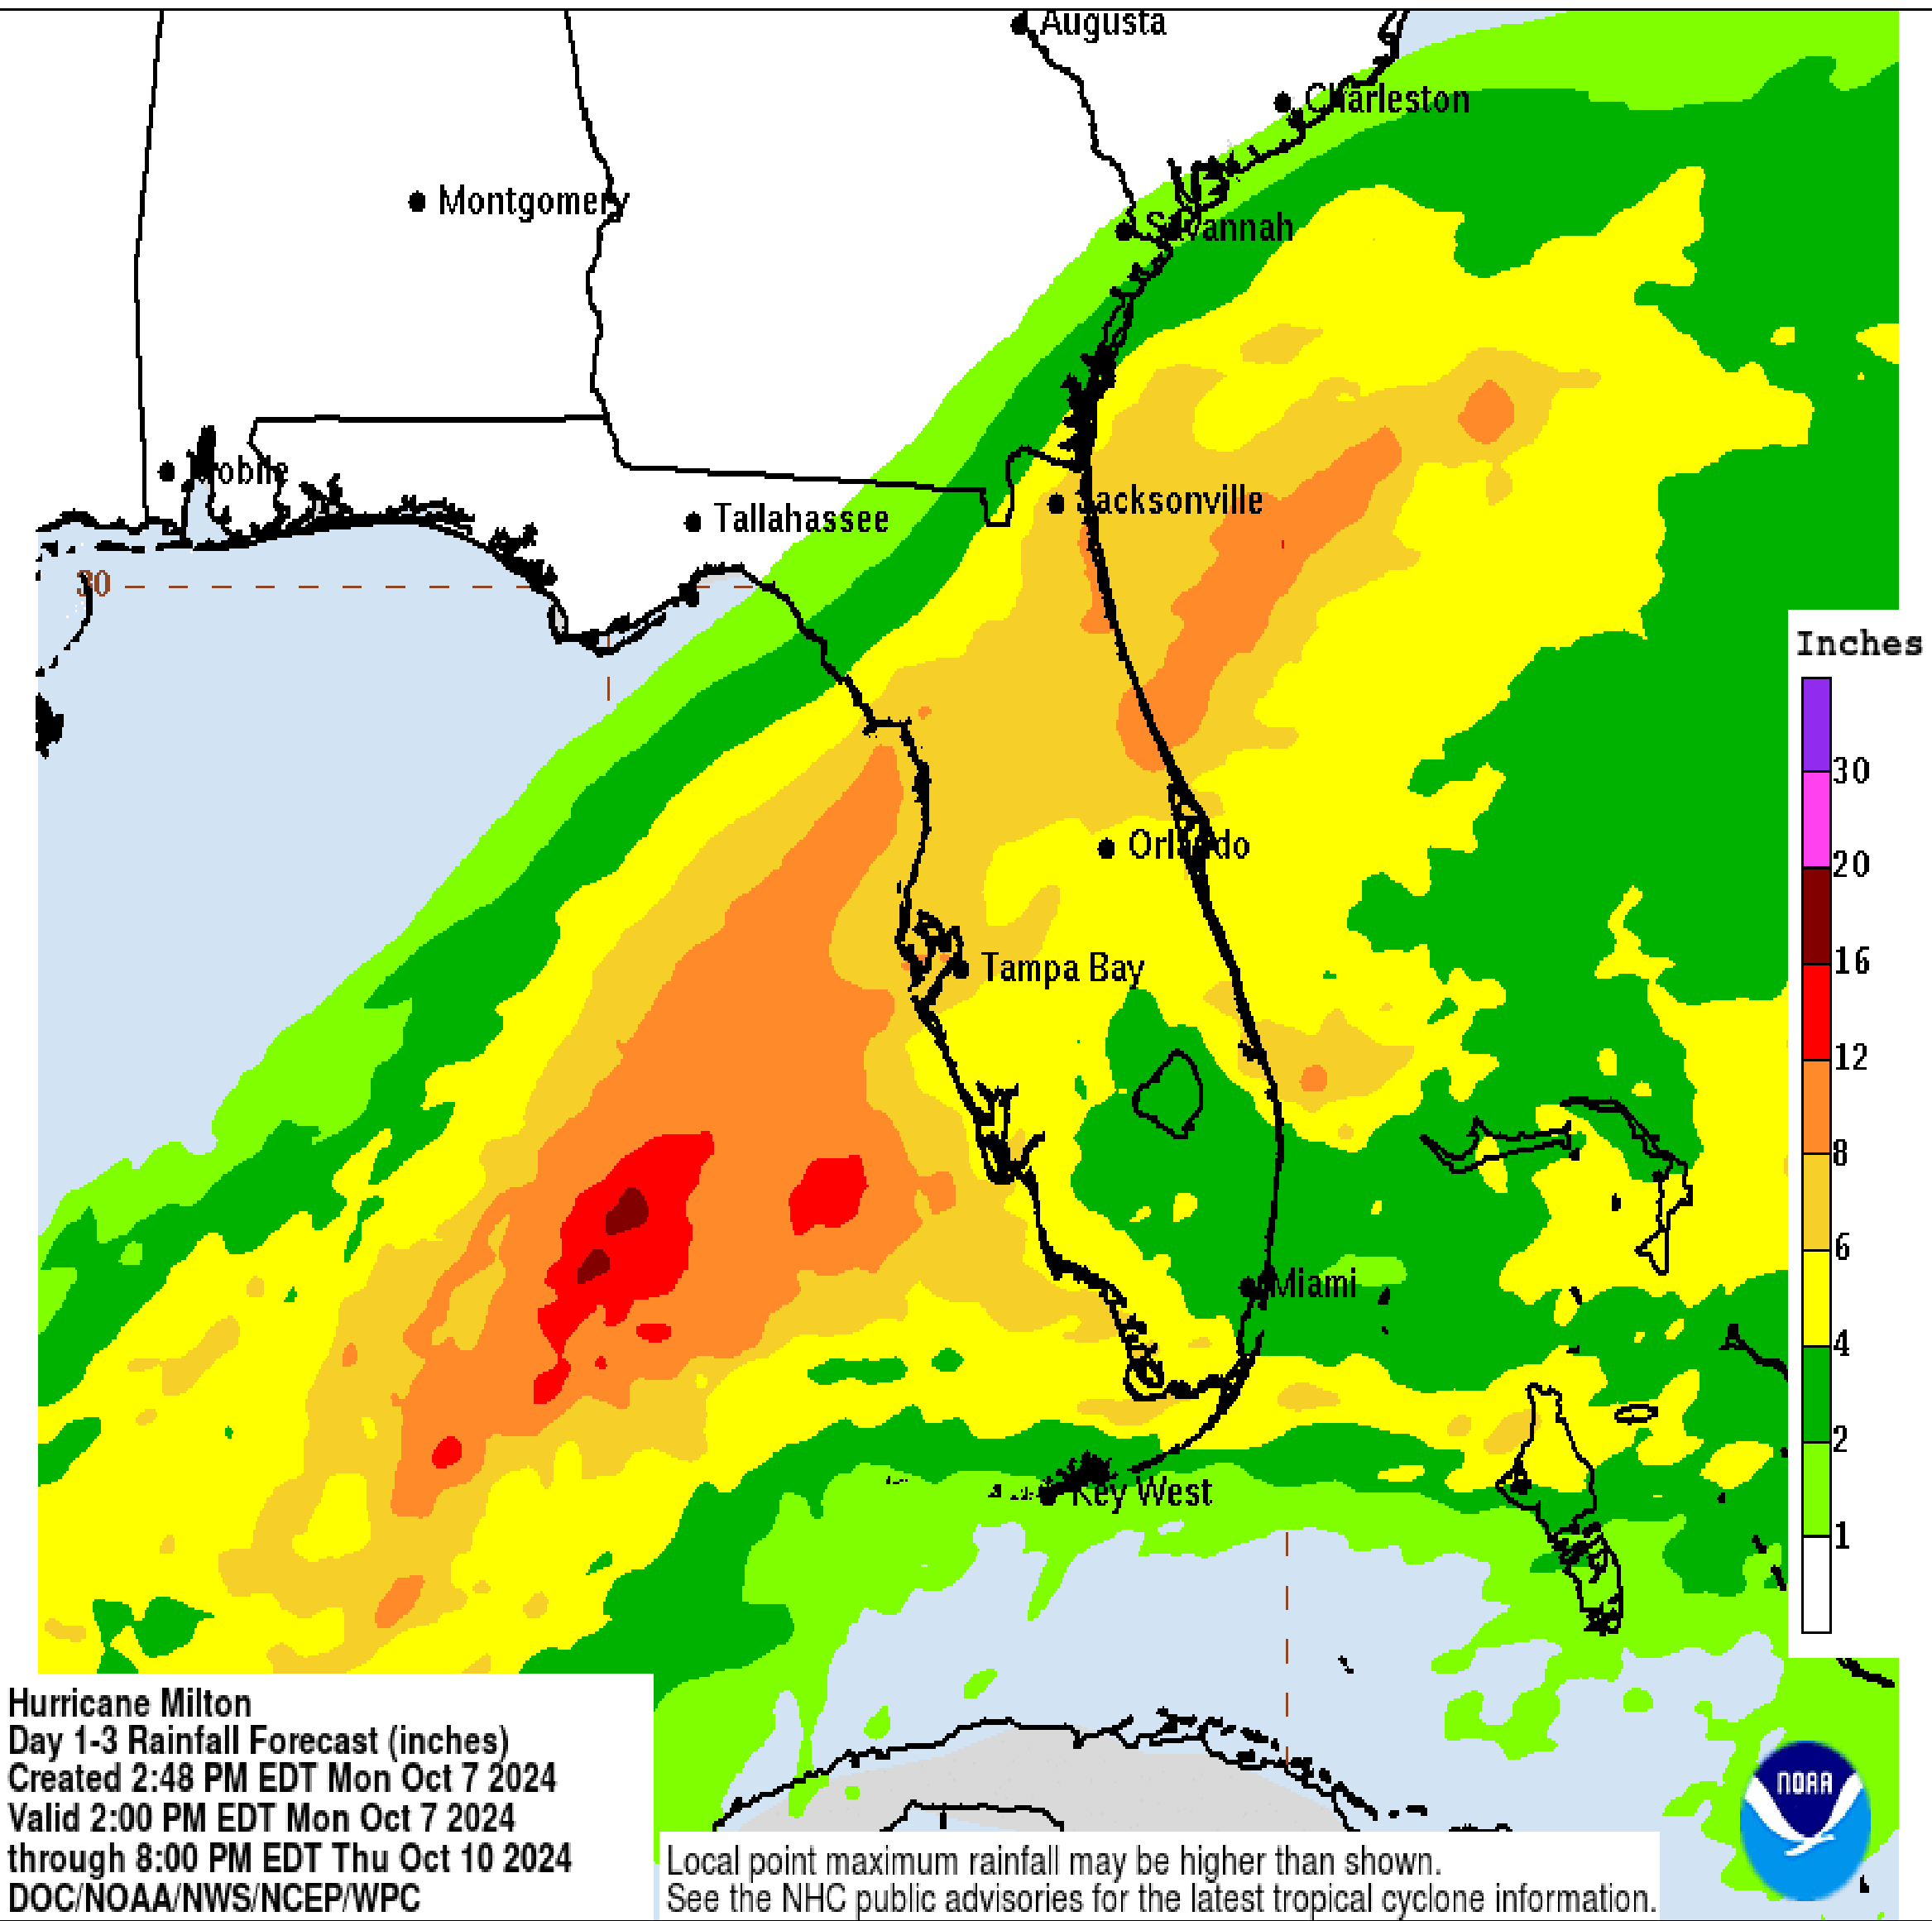 Augusta
Charleston
Montgomery
Savannah
Mobile
Tallahassee
Jacksonville
30
Inches
30
Orlando
20
16
Tampa Bay
12
8
6
Miami
4
2
Key West
1
Hurricane Milton
Day 1-3 Rainfall Forecast (inches)
Created 2:48 PM EDT Mon Oct 7 2024
Valid 2:00 PM EDT Mon Oct 7 2024
through 8:00 PM EDT Thu Oct 10 2024
DOC/NOAA/NWS/NCEP/WPC
NOAA
Local point maximum rainfall may be higher than shown.
See the NHC public advisories for the latest tropical cyclone information.